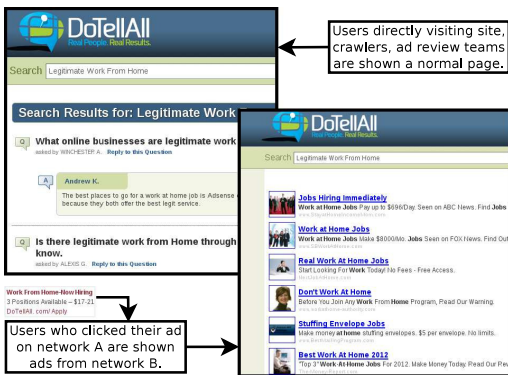 DoTellAll
Real People. Real Results.
Search Legitimate Work From Home
Search Results for: Legitimate Work
Q What online businesses are legitimate work
asked by WINCHESTER A. Reply to this Question
A Andrew K.
The best places to go for a work at home job is Adsense
because they both offer the best legit service.
Q Is there legitimate work from Home through
know.
asked by ALEXIS G. Reply to this Question
Users directly visiting site,
crawlers, ad review teams
are shown a normal page.
DoTellAll
Real People. Real Results.
Search Legitimate Work From Home
Jobs Hiring Immediately
Work at Home Jobs Pay up to $896/Day. Seen on ABC News. Find Jobs
Work at Home Jobs
Work at Home Jobs Make $8000/Mo. Jobs Seen on FOX News. Find Out
Real Work At Home Jobs
Start Looking For Work Today! No Fees - Free Access.
Don't Work At Home
Before You Join Any Work From Home Program, Read Our Warning.
Stuffing Envelope Jobs
Make money at home stuffing envelopes. $5 per envelope. No limits.
Best Work At Home 2012
"Top 3" Work-At-Home Jobs For 2012. Make Money Today, Read Our Rev
Work From Home-Now Hiring
3 Positions Available – $17-21
DoTellAll.com/Apply
Users who clicked their ad
on network A are shown
ads from network B.